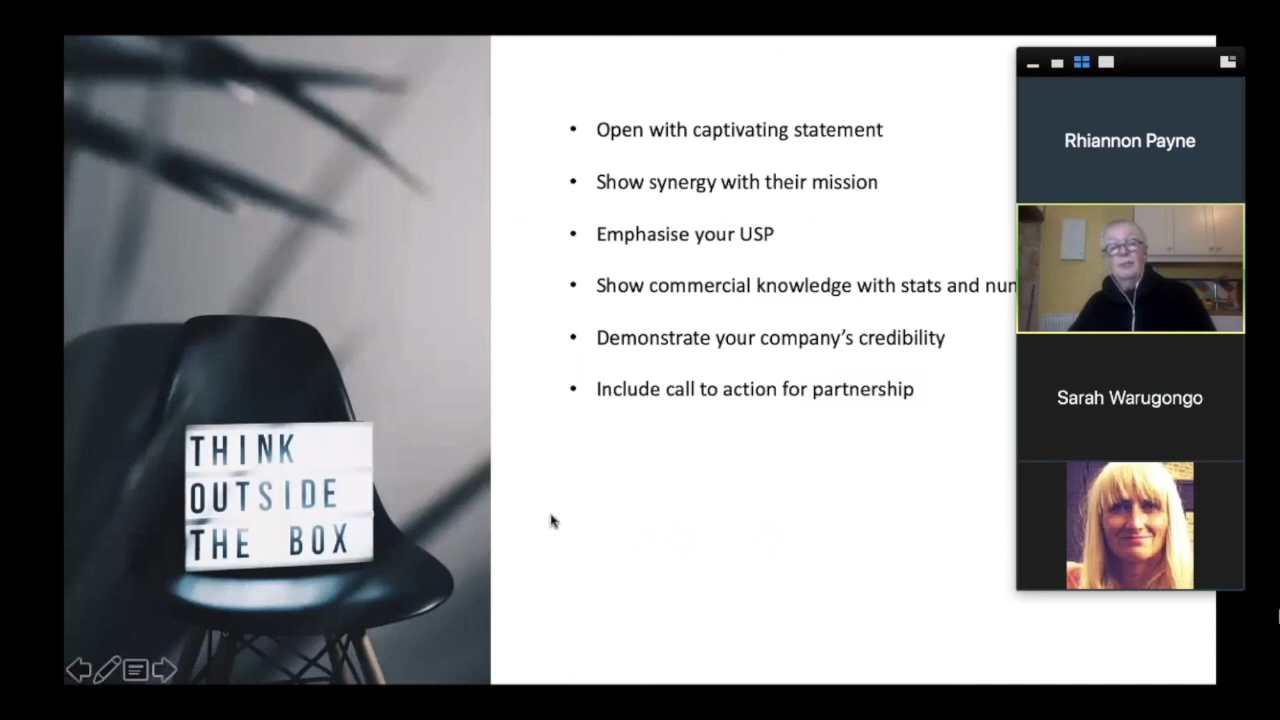 • Open with captivating statement
• Show synergy with their mission
• Emphasise your USP
• Show commercial knowledge with stats and
• Demonstrate your company’s credibility
• Include call to action for partnership
THINK
OUTSIDE
THE BOX
Rhiannon Payne
Sarah Warugongo